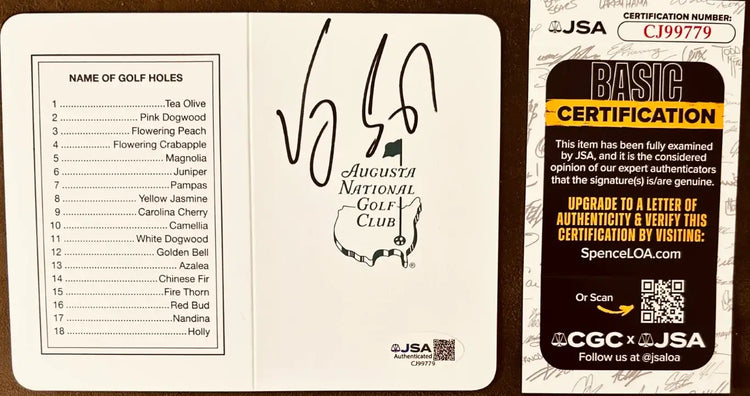 NAME OF GOLF HOLES
1 ..............................Tea Olive
2 .......................Pink Dogwood
3 .....................Flowering Peach
4 ...............Flowering Crabapple
5 ..............................Magnolia
6 ................................Juniper
7 ................................Pampas
8 .....................Yellow Jasmine
9 .....................Carolina Cherry
10 .............................Camellia
11 ....................White Dogwood
12 .........................Golden Bell
13 ................................Azalea
14 ..........................Chinese Fir
15 ...........................Fire Thorn
16 ............................Red Bud
17 ..............................Nandina
18 ..................................Holly
AUGUSTA
NATIONAL
GOLF
CLUB
®
JSA
Authenticated
CJ99779
JSA
CERTIFICATION NUMBER:
CJ99779
BASIC
CERTIFICATION
This item has been fully examined
by JSA, and it is the considered
opinion of our expert authenticators
that the signature(s) is/are genuine.
UPGRADE TO A LETTER OF
AUTHENTICITY & VERIFY THIS
CERTIFICATION BY VISITING:
SpenceLOA.com
Or Scan
CGC x JSA
Follow us at @jsaloa